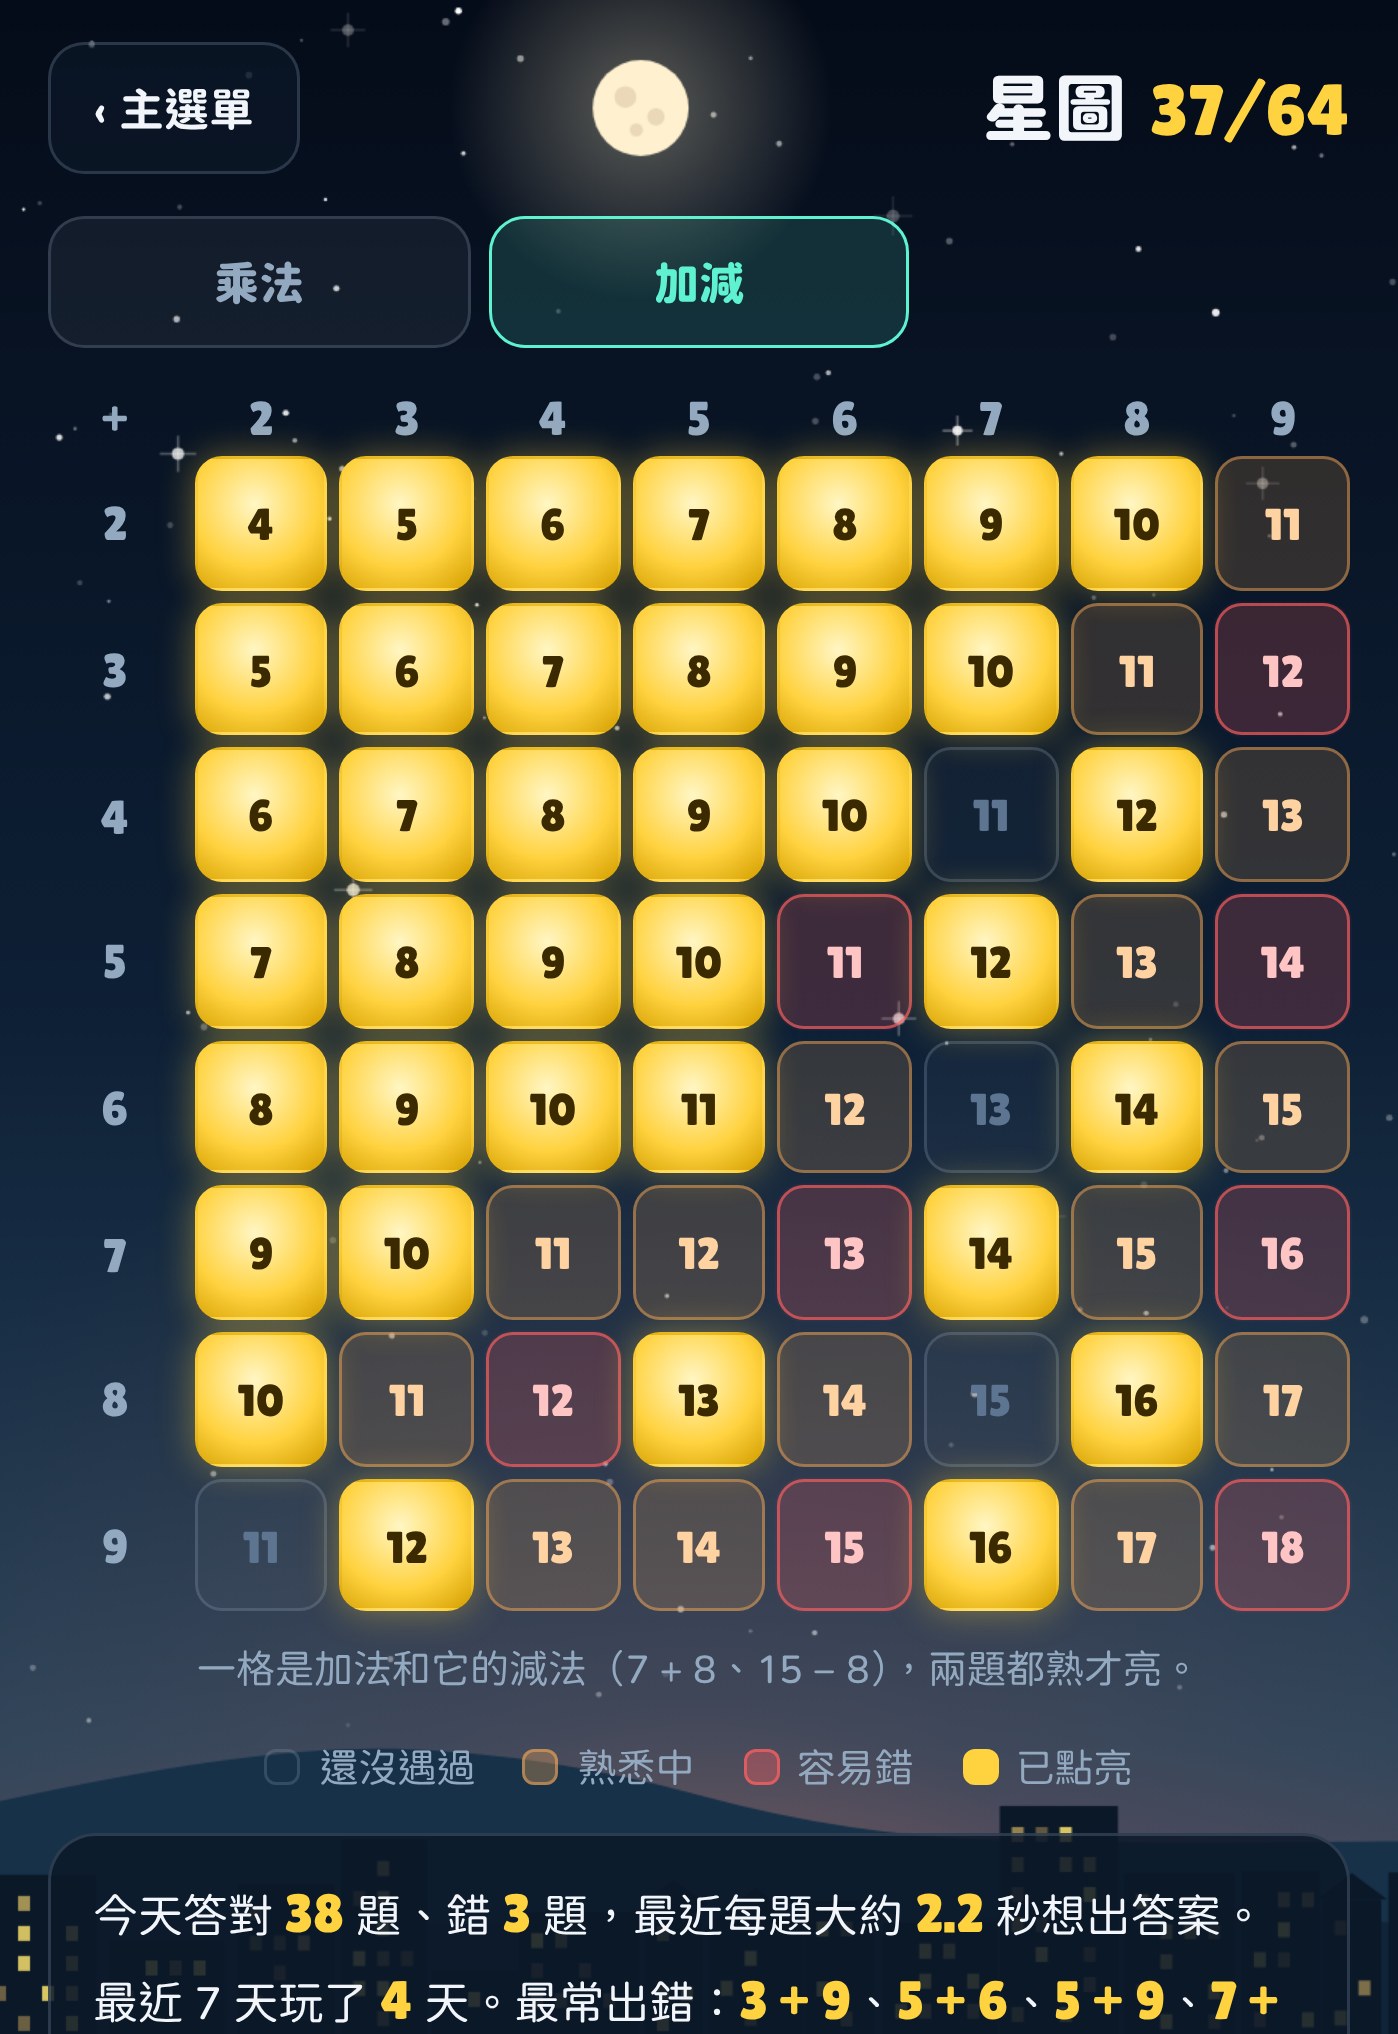 ‹ 主選單
星圖 37/64
乘法
加減
+ 2 3 4 5 6 7 8 9
2 4 5 6 7 8 9 10 11
3 5 6 7 8 9 10 11 12
4 6 7 8 9 10 11 12 13
5 7 8 9 10 11 12 13 14
6 8 9 10 11 12 13 14 15
7 9 10 11 12 13 14 15 16
8 10 11 12 13 14 15 16 17
9 11 12 13 14 15 16 17 18
一格是加法和它的減法（7 + 8、15 − 8），兩題都熟才亮。
還沒遇過 熟悉中 容易錯 已點亮
今天答對 38 題、錯 3 題，最近每題大約 2.2 秒想出答案。
最近 7 天玩了 4 天。最常出錯：3 + 9、5 + 6、5 + 9、7 +